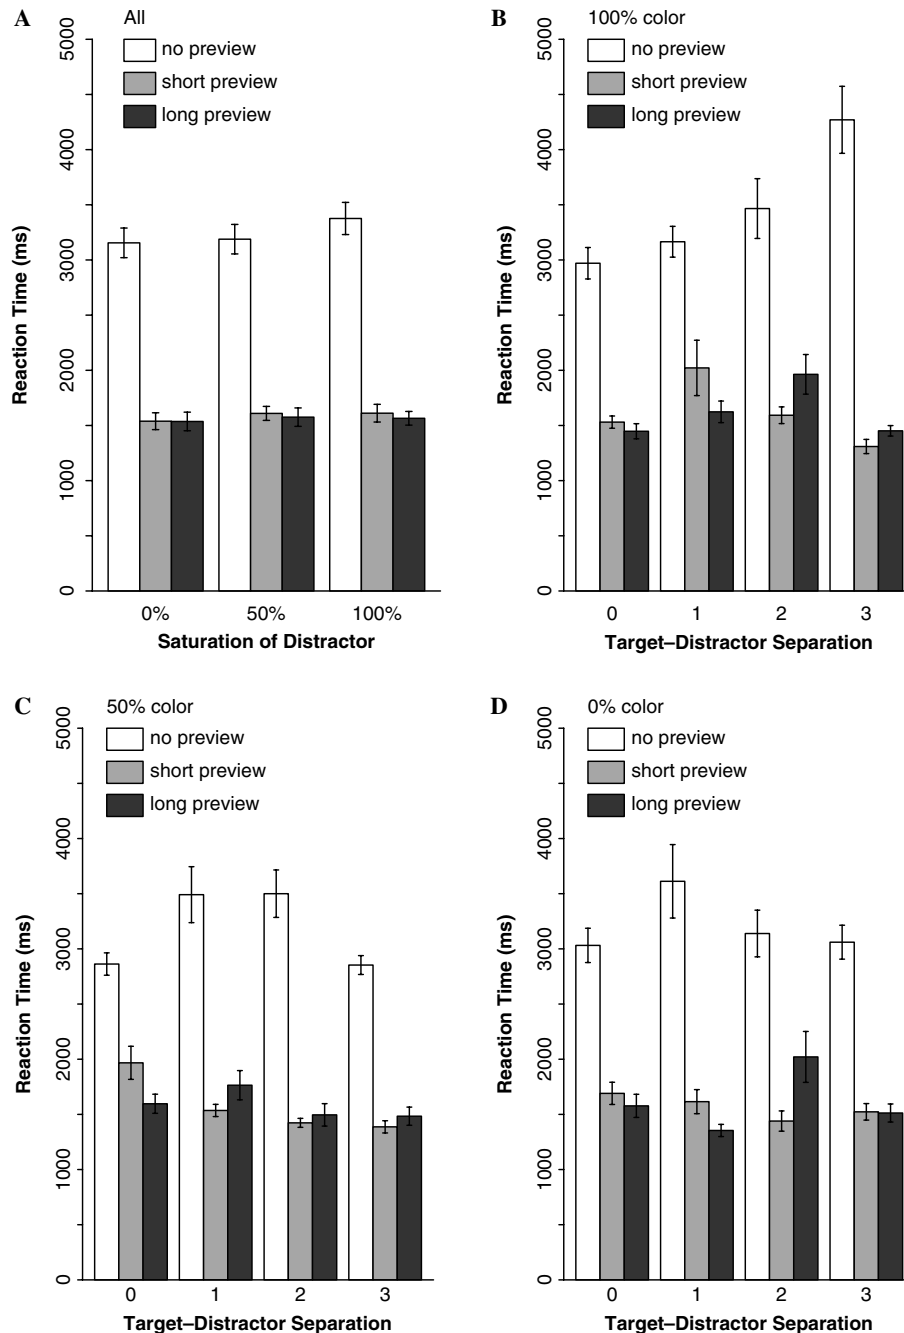 A
All
no preview
short preview
long preview
5000
4000
3000
2000
1000
0
Reaction Time (ms)
0% 50% 100%
Saturation of Distractor
B
100% color
no preview
short preview
long preview
5000
4000
3000
2000
1000
0
Reaction Time (ms)
0 1 2 3
Target–Distractor Separation
C
50% color
no preview
short preview
long preview
5000
4000
3000
2000
1000
0
Reaction Time (ms)
0 1 2 3
Target–Distractor Separation
D
0% color
no preview
short preview
long preview
5000
4000
3000
2000
1000
0
Reaction Time (ms)
0 1 2 3
Target–Distractor Separation